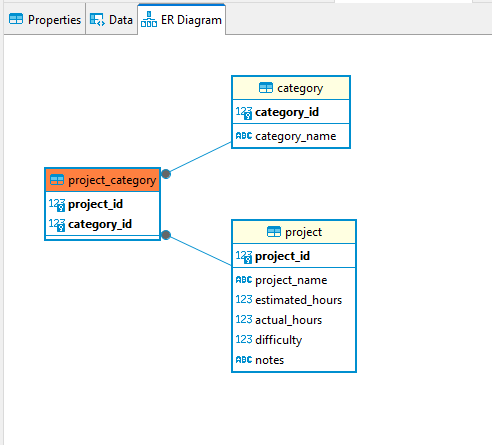 Properties Data ER Diagram
category
123 category_id
ABC category_name
project_category
123 project_id
123 category_id
project
123 project_id
ABC project_name
123 estimated_hours
123 actual_hours
123 difficulty
ABC notes